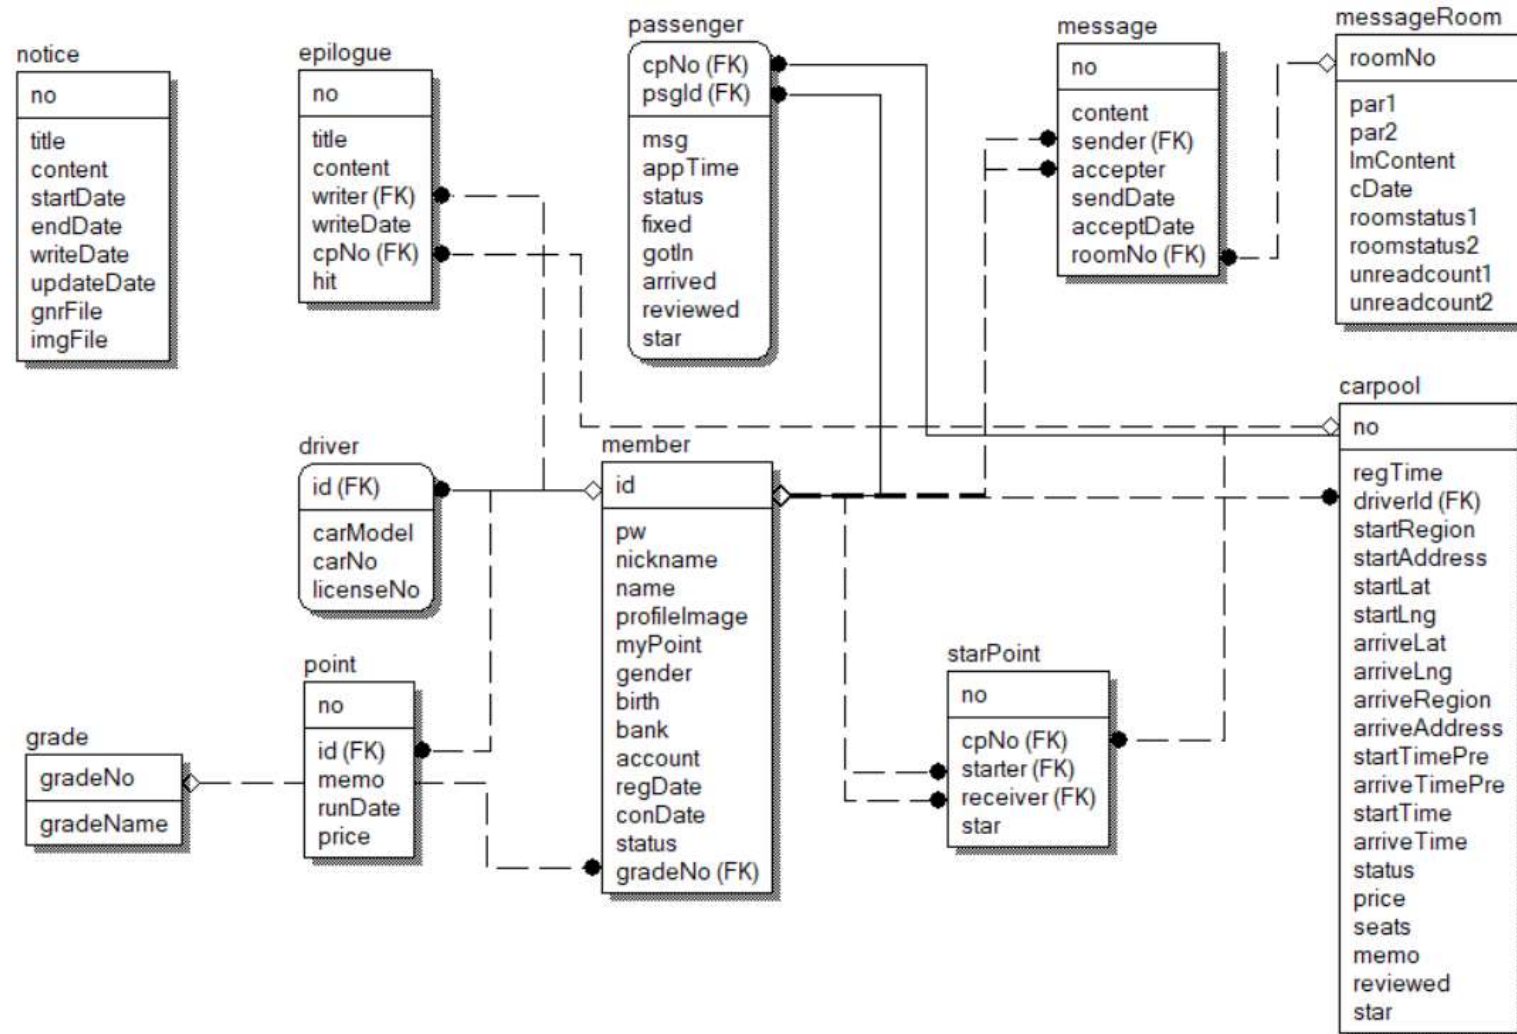 notice
no
title
content
startDate
endDate
writeDate
updateDate
gnrFile
imgFile
epilogue
no
title
content
writer (FK)
writeDate
cpNo (FK)
hit
passenger
cpNo (FK)
psgId (FK)
msg
appTime
status
fixed
gotIn
arrived
reviewed
star
message
no
content
sender (FK)
accepter
sendDate
acceptDate
roomNo (FK)
messageRoom
roomNo
par1
par2
lmContent
cDate
roomstatus1
roomstatus2
unreadcount1
unreadcount2
driver
id (FK)
carModel
carNo
licenseNo
member
id
pw
nickname
name
profileImage
myPoint
gender
birth
bank
account
regDate
conDate
status
gradeNo (FK)
carpool
no
regTime
driverId (FK)
startRegion
startAddress
startLat
startLng
arriveLat
arriveLng
arriveRegion
arriveAddress
startTimePre
arriveTimePre
startTime
arriveTime
status
price
seats
memo
reviewed
star
grade
gradeNo
gradeName
point
no
id (FK)
memo
runDate
price
starPoint
no
cpNo (FK)
starter (FK)
receiver (FK)
star